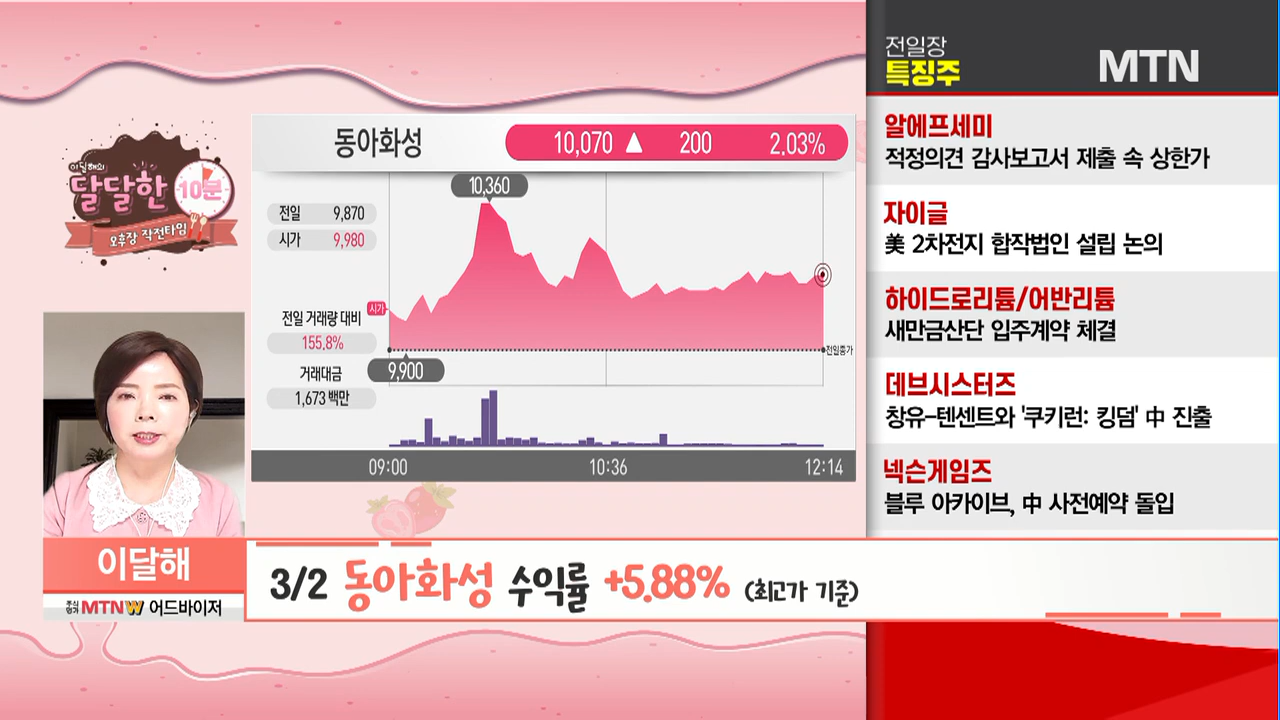 이달해의
달달한
10분
오후장 작전타임
동아화성
10,070 ▲ 200 2.03%
10,360
전일 9,870
시가 9,980
시가
전일 거래량 대비
155.8%
거래대금
1,673 백만
9,900
전일종가
09:00 10:36 12:14
이달해
주식 읽기 MTNW 어드바이저
3/2 동아화성 수익률 +5.88% (최고가 기준)
전일장
특징주
MTN
알에프세미
적정의견 감사보고서 제출 속 상한가
자이글
美 2차전지 합작법인 설립 논의
하이드로리튬/어반리튬
새만금산단 입주계약 체결
데브시스터즈
창유-텐센트와 '쿠키런: 킹덤' 中 진출
넥슨게임즈
블루 아카이브, 中 사전예약 돌입